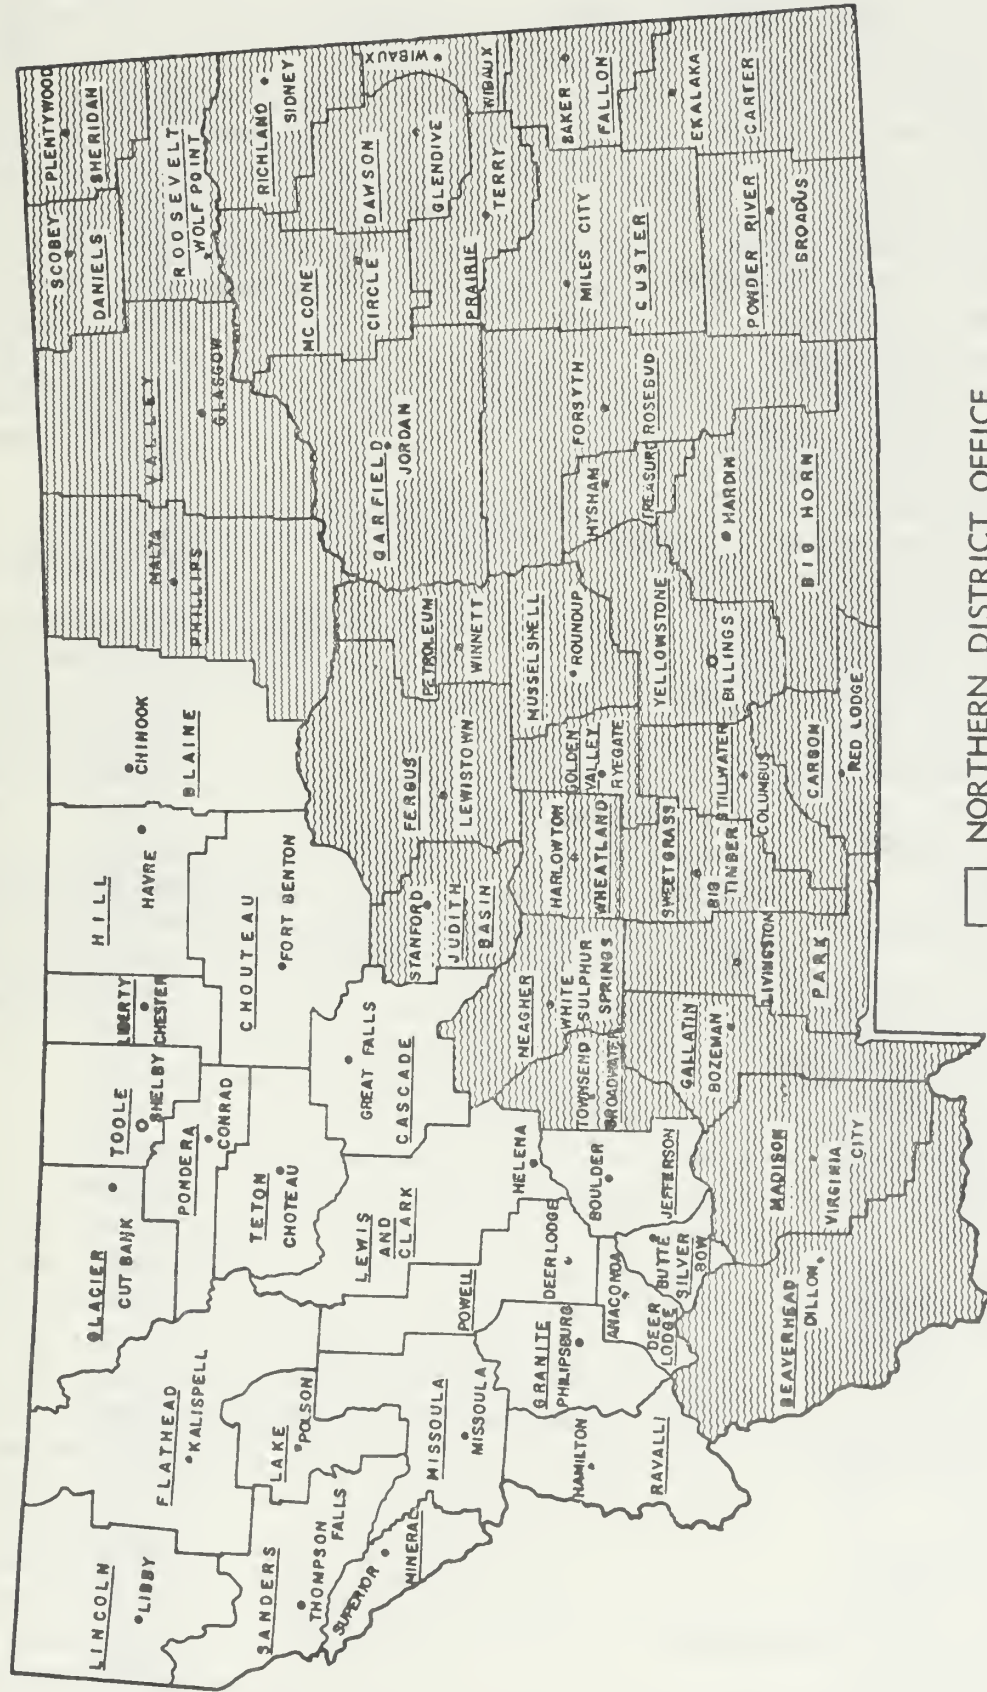 LINCOLN
LIBBY
FLATHEAD
KALISPELL
GLACIER
CUT BANK
TOOLE
SHELBY
LIBERTY
CHESTER
HILL
HAVRE
CHINOOK
BLAINE
MALTA
PHILLIPS
VALLEY
GLASGOW
SCOBEY
DANIELS
PLENTYWOOD
SHERIDAN
ROOSEVELT
WOLF POINT
SANDERS
THOMPSON
FALLS
LAKE
POLSON
PONDERA
CONRAD
TETON
CHOTEAU
CHOUTEAU
FORT BENTON
SUPERIOR
MINERAL
MISSOULA
MISSOULA
POWELL
LEWIS
AND
CLARK
GREAT FALLS
CASCADE
STANFORD
JUDITH
BASIN
FERGUS
LEWISTOWN
PETROLEUM
WINNETT
GARFIELD
JORDAN
MC CONE
CIRCLE
RICHLAND
SIDNEY
DAWSON
GLENDIVE
WIBAUX
WIBAUX
PRAIRIE
TERRY
HAMILTON
RAVALLI
GRANITE
PHILIPSBURG
DEER LODGE
HELENA
ANACONDA
DEER
LODGE
BUTTE
SILVER
BOW
BOULDER
JEFFERSON
TOWNSEND
BROADWATER
MEAGHER
WHITE
SULPHUR
SPRINGS
HARLOWTON
WHEATLAND
GOLDEN
VALLEY
RYEGATE
MUSSELSHELL
ROUNDUP
HYSHAM
TREASURE
FORSYTH
ROSEBUD
MILES CITY
CUSTER
BAKER
FALLON
BEAVERHEAD
DILLON
MADISON
VIRGINIA
CITY
GALLATIN
BOZEMAN
LIVINGSTON
PARK
SWEET GRASS
BIG
TIMBER
STILLWATER
COLUMBUS
YELLOWSTONE
BILLINGS
CARBON
RED LODGE
HARDIN
BIG HORN
POWDER RIVER
BROADUS
EKALAKA
CARTER
NORTHERN DISTRICT OFFICE